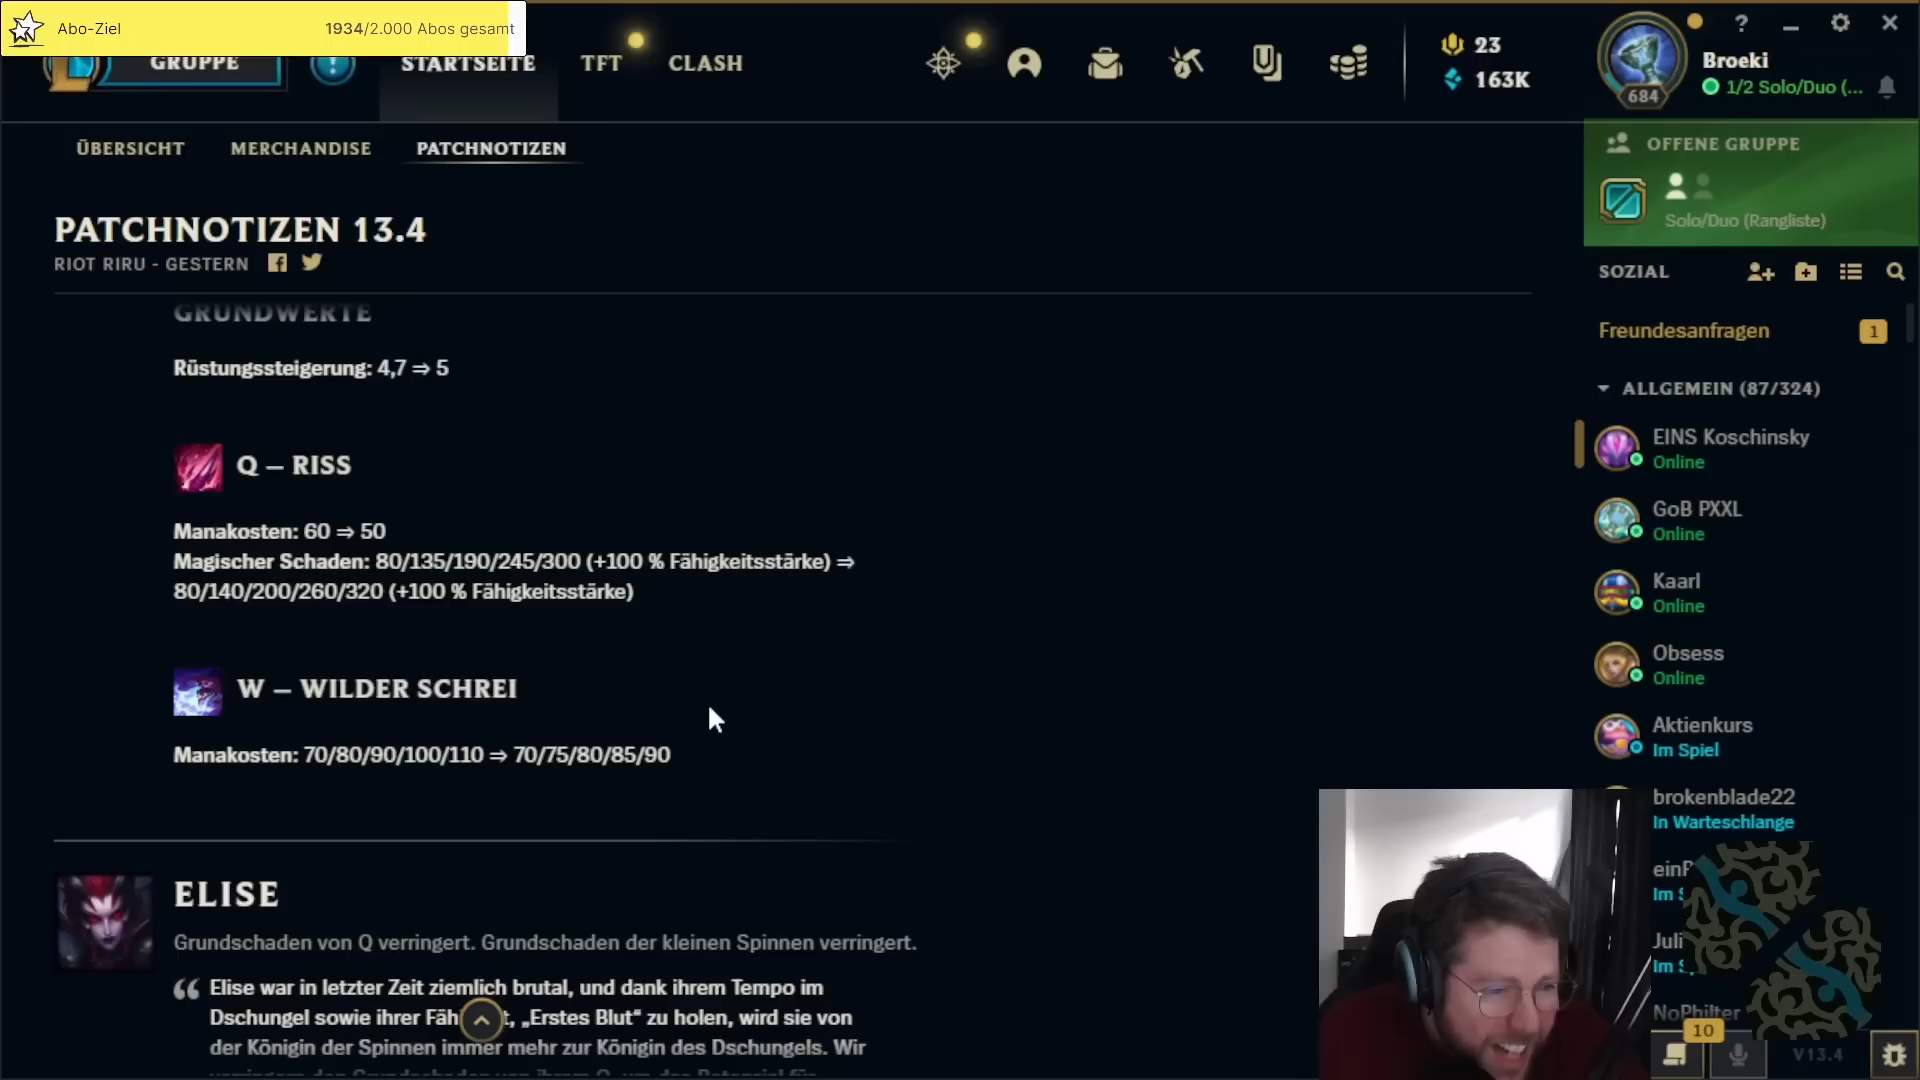 Abo-Ziel
1934/2.000 Abos gesamt
GRUPPE
STARTSEITE
TFT
CLASH
23
163K
684
Broeki
1/2 Solo/Duo (...
ÜBERSICHT
MERCHANDISE
PATCHNOTIZEN
OFFENE GRUPPE
Solo/Duo (Rangliste)
PATCHNOTIZEN 13.4
RIOT RIRU - GESTERN
SOZIAL
GRUNDWERTE
Freundesanfragen
1
Rüstungssteigerung: 4,7 ⇒ 5
ALLGEMEIN (87/324)
Q – RISS
EINS Koschinsky
Online
Manakosten: 60 ⇒ 50
Magischer Schaden: 80/135/190/245/300 (+100 % Fähigkeitsstärke) ⇒
80/140/200/260/320 (+100 % Fähigkeitsstärke)
GoB PXXL
Online
Kaarl
Online
W – WILDER SCHREI
Obsess
Online
Manakosten: 70/80/90/100/110 ⇒ 70/75/80/85/90
Aktienkurs
Im Spiel
brokenblade22
In Warteschlange
ELISE
Grundschaden von Q verringert. Grundschaden der kleinen Spinnen verringert.
Elise war in letzter Zeit ziemlich brutal, und dank ihrem Tempo im
Dschungel sowie ihrer „Erstes Blut“ zu holen, wird sie von
der Königin der Spinnen immer mehr zur Königin des Dschungels. Wir
Juli
Im S
NoPhilter
10
V13.4